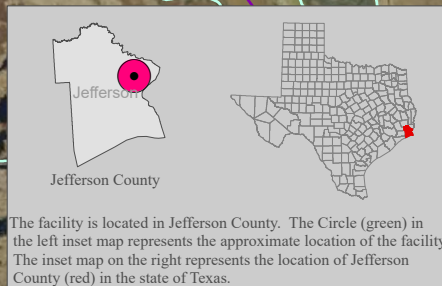 Jefferson
Jefferson County
The facility is located in Jefferson County. The Circle (green) in
the left inset map represents the approximate location of the facility
The inset map on the right represents the location of Jefferson
County (red) in the state of Texas.